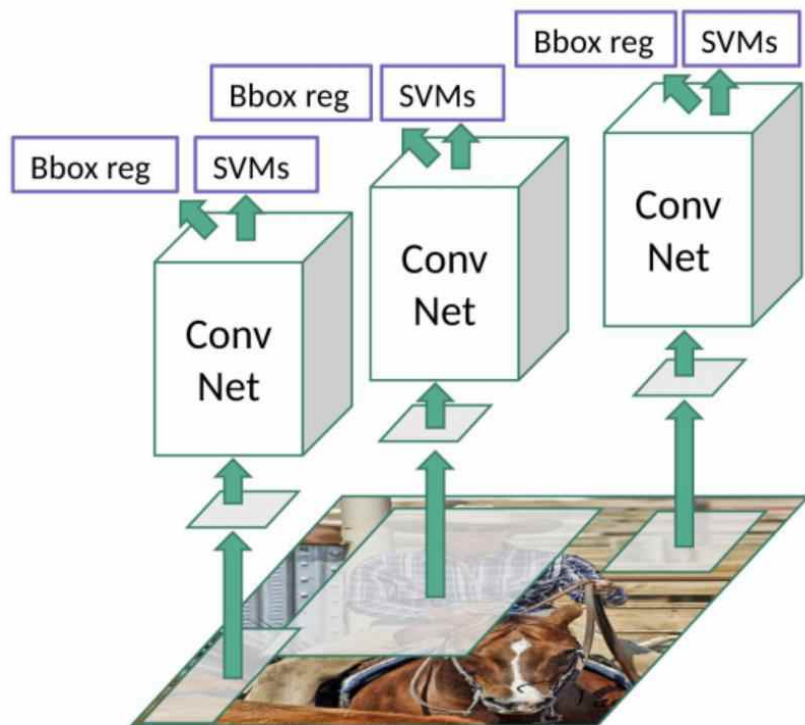 Bbox reg SVMs
Bbox reg SVMs
Bbox reg SVMs
Conv
Net
Conv
Net
Conv
Net